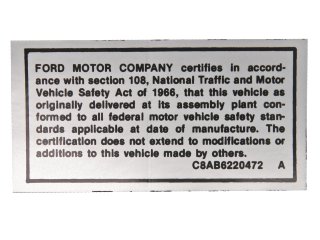 FORD MOTOR COMPANY certifies in accord-
ance with section 108, National Traffic and Motor
Vehicle Safety Act of 1966, that this vehicle as
originally delivered at its assembly plant con-
formed to all federal motor vehicle safety stan-
dards applicable at date of manufacture. The
certification does not extend to modifications or
additions to this vehicle made by others.
C8AB6220472 A